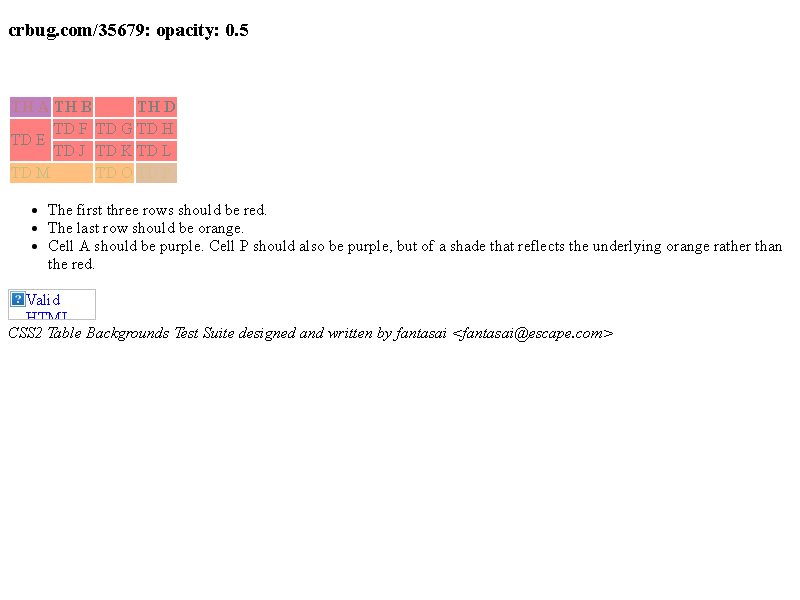 crbug.com/35679: opacity: 0.5
TH A TH B TH D
TD E TD F TD G TD H
TD J TD K TD L
TD M TD O
The first three rows should be red.
The last row should be orange.
Cell A should be purple. Cell P should also be purple, but of a shade that reflects the underlying orange rather than
the red.
Valid
HTML
CSS2 Table Backgrounds Test Suite designed and written by fantasai <fantasai@escape.com>